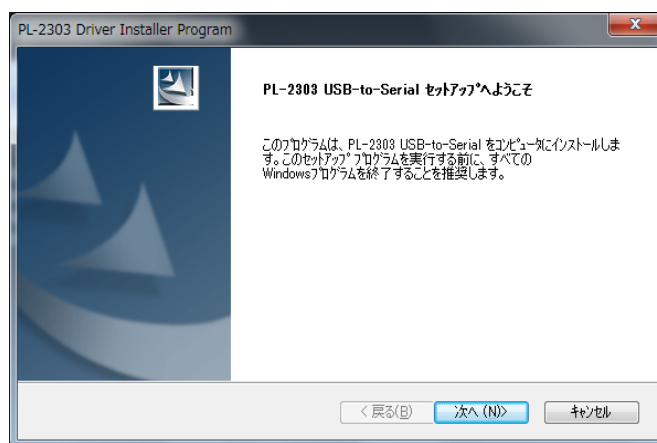 PL-2303 Driver Installer Program
PL-2303 USB-to-Serial ｾｯﾄｱｯﾌﾟへようこそ
このﾌﾟﾛｸﾞﾗﾑは、PL-2303 USB-to-Serial をｺﾝﾋﾟｭｰﾀにｲﾝｽﾄｰﾙしま
す。このｾｯﾄｱｯﾌﾟ ﾌﾟﾛｸﾞﾗﾑを実行する前に、すべての
Windowsﾌﾟﾛｸﾞﾗﾑを終了することを推奨します。
< 戻る(B)
次へ (N)>
ｷｬﾝｾﾙ